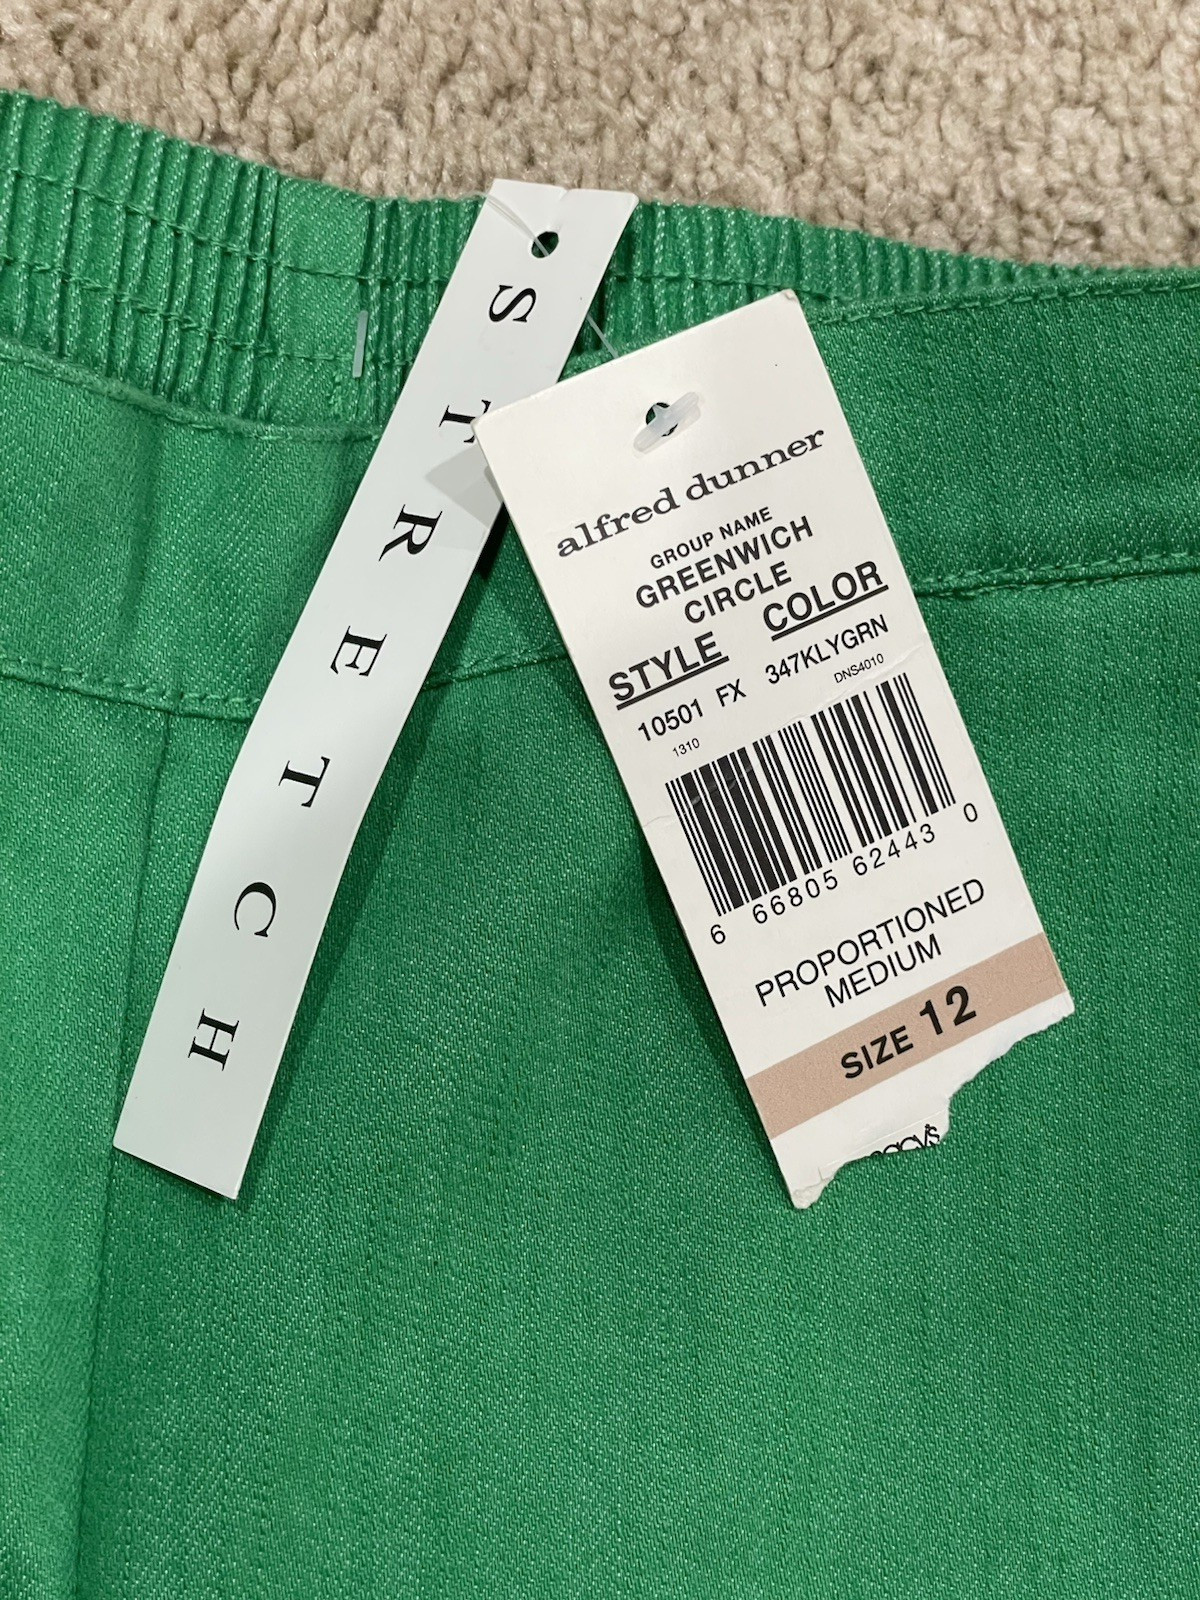 STRETCH
alfred dunner
GROUP NAME
GREENWICH
CIRCLE
STYLE COLOR
10501 FX 347KLYGRN
1310 DNS4010
6 66805 62443 0
PROPORTIONED
MEDIUM
SIZE 12